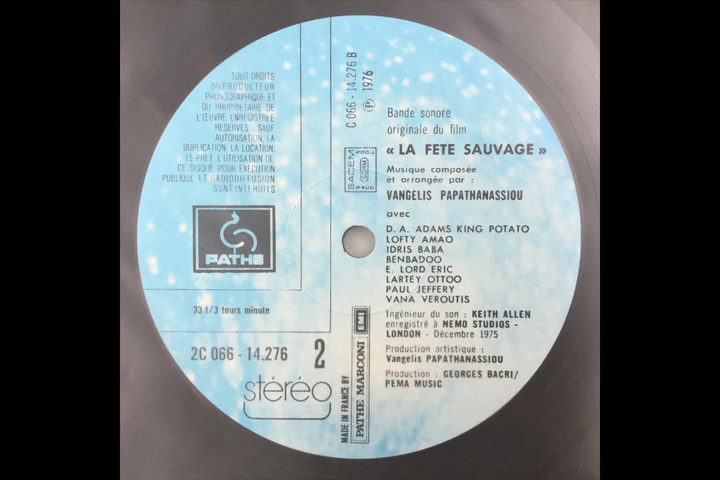 TOUS DROITS
DU PRODUCTEUR
PHONOGRAPHIQUE ET
DU PROPRIETAIRE DE
L'ŒUVRE ENREGISTREE
RESERVES SAUF
AUTORISATION, LA
DUPLICATION, LA LOCATION,
LE PRET, L'UTILISATION DE
CE DISQUE POUR EXECUTION
PUBLIQUE ET RADIODIFFUSION
SONT INTERDITS
PATHE
33 1/3 tours minute
2C 066 - 14.276 2
stéréo
C 066 - 14.276 B
Ⓟ 1976
SACEM
MADE IN FRANCE BY
PATHE MARCONI EMI
Bande sonore
originale du film
« LA FETE SAUVAGE »
Musique composée
et arrangée par :
VANGELIS PAPATHANASSIOU
avec
D. A. ADAMS KING POTATO
LOFTY AMAO
IDRIS BABA
BENBADOO
E. LORD ERIC
LARTEY OTTOO
PAUL JEFFERY
VANA VEROUTIS
Ingénieur du son : KEITH ALLEN
enregistré à NEMO STUDIOS -
LONDON - Décembre 1975
Production artistique :
Vangelis PAPATHANASSIOU
Production : GEORGES BACRI/
PEMA MUSIC